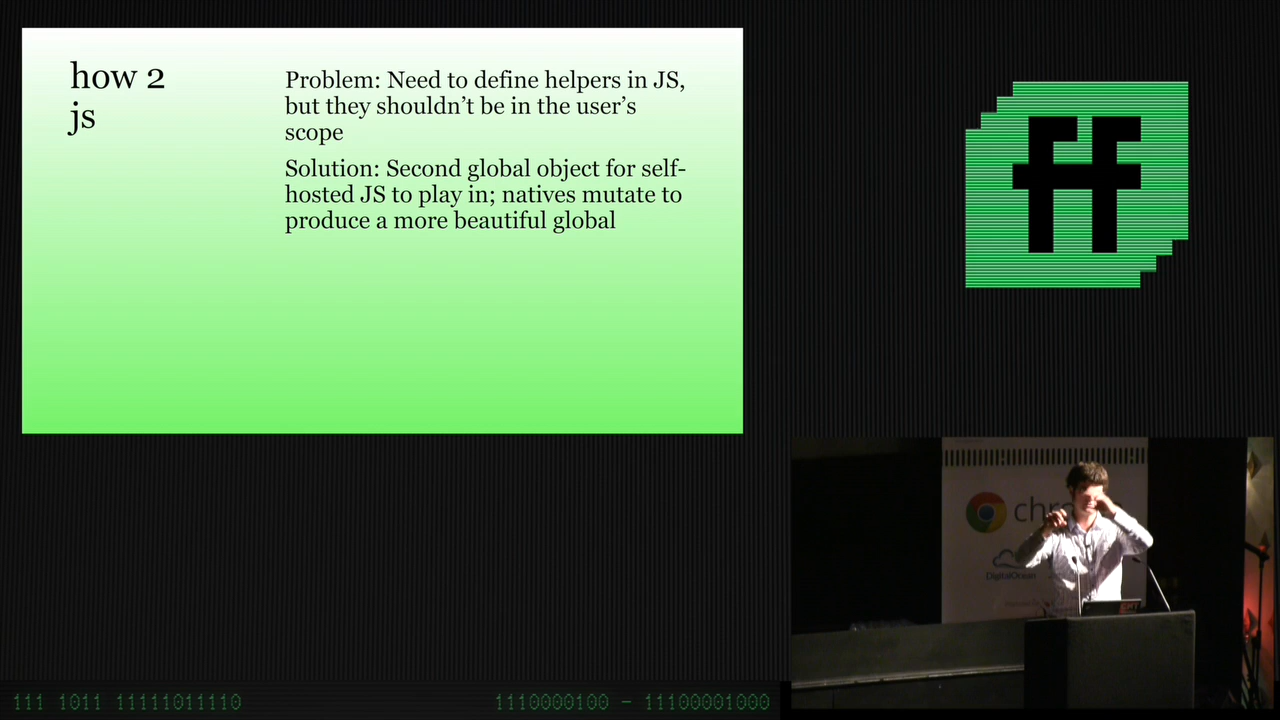 how 2
js
Problem: Need to define helpers in JS,
but they shouldn’t be in the user’s
scope
Solution: Second global object for self-
hosted JS to play in; natives mutate to
produce a more beautiful global
ff
DigitalOcean
111 1011 11111011110
1110000100 - 11100001000